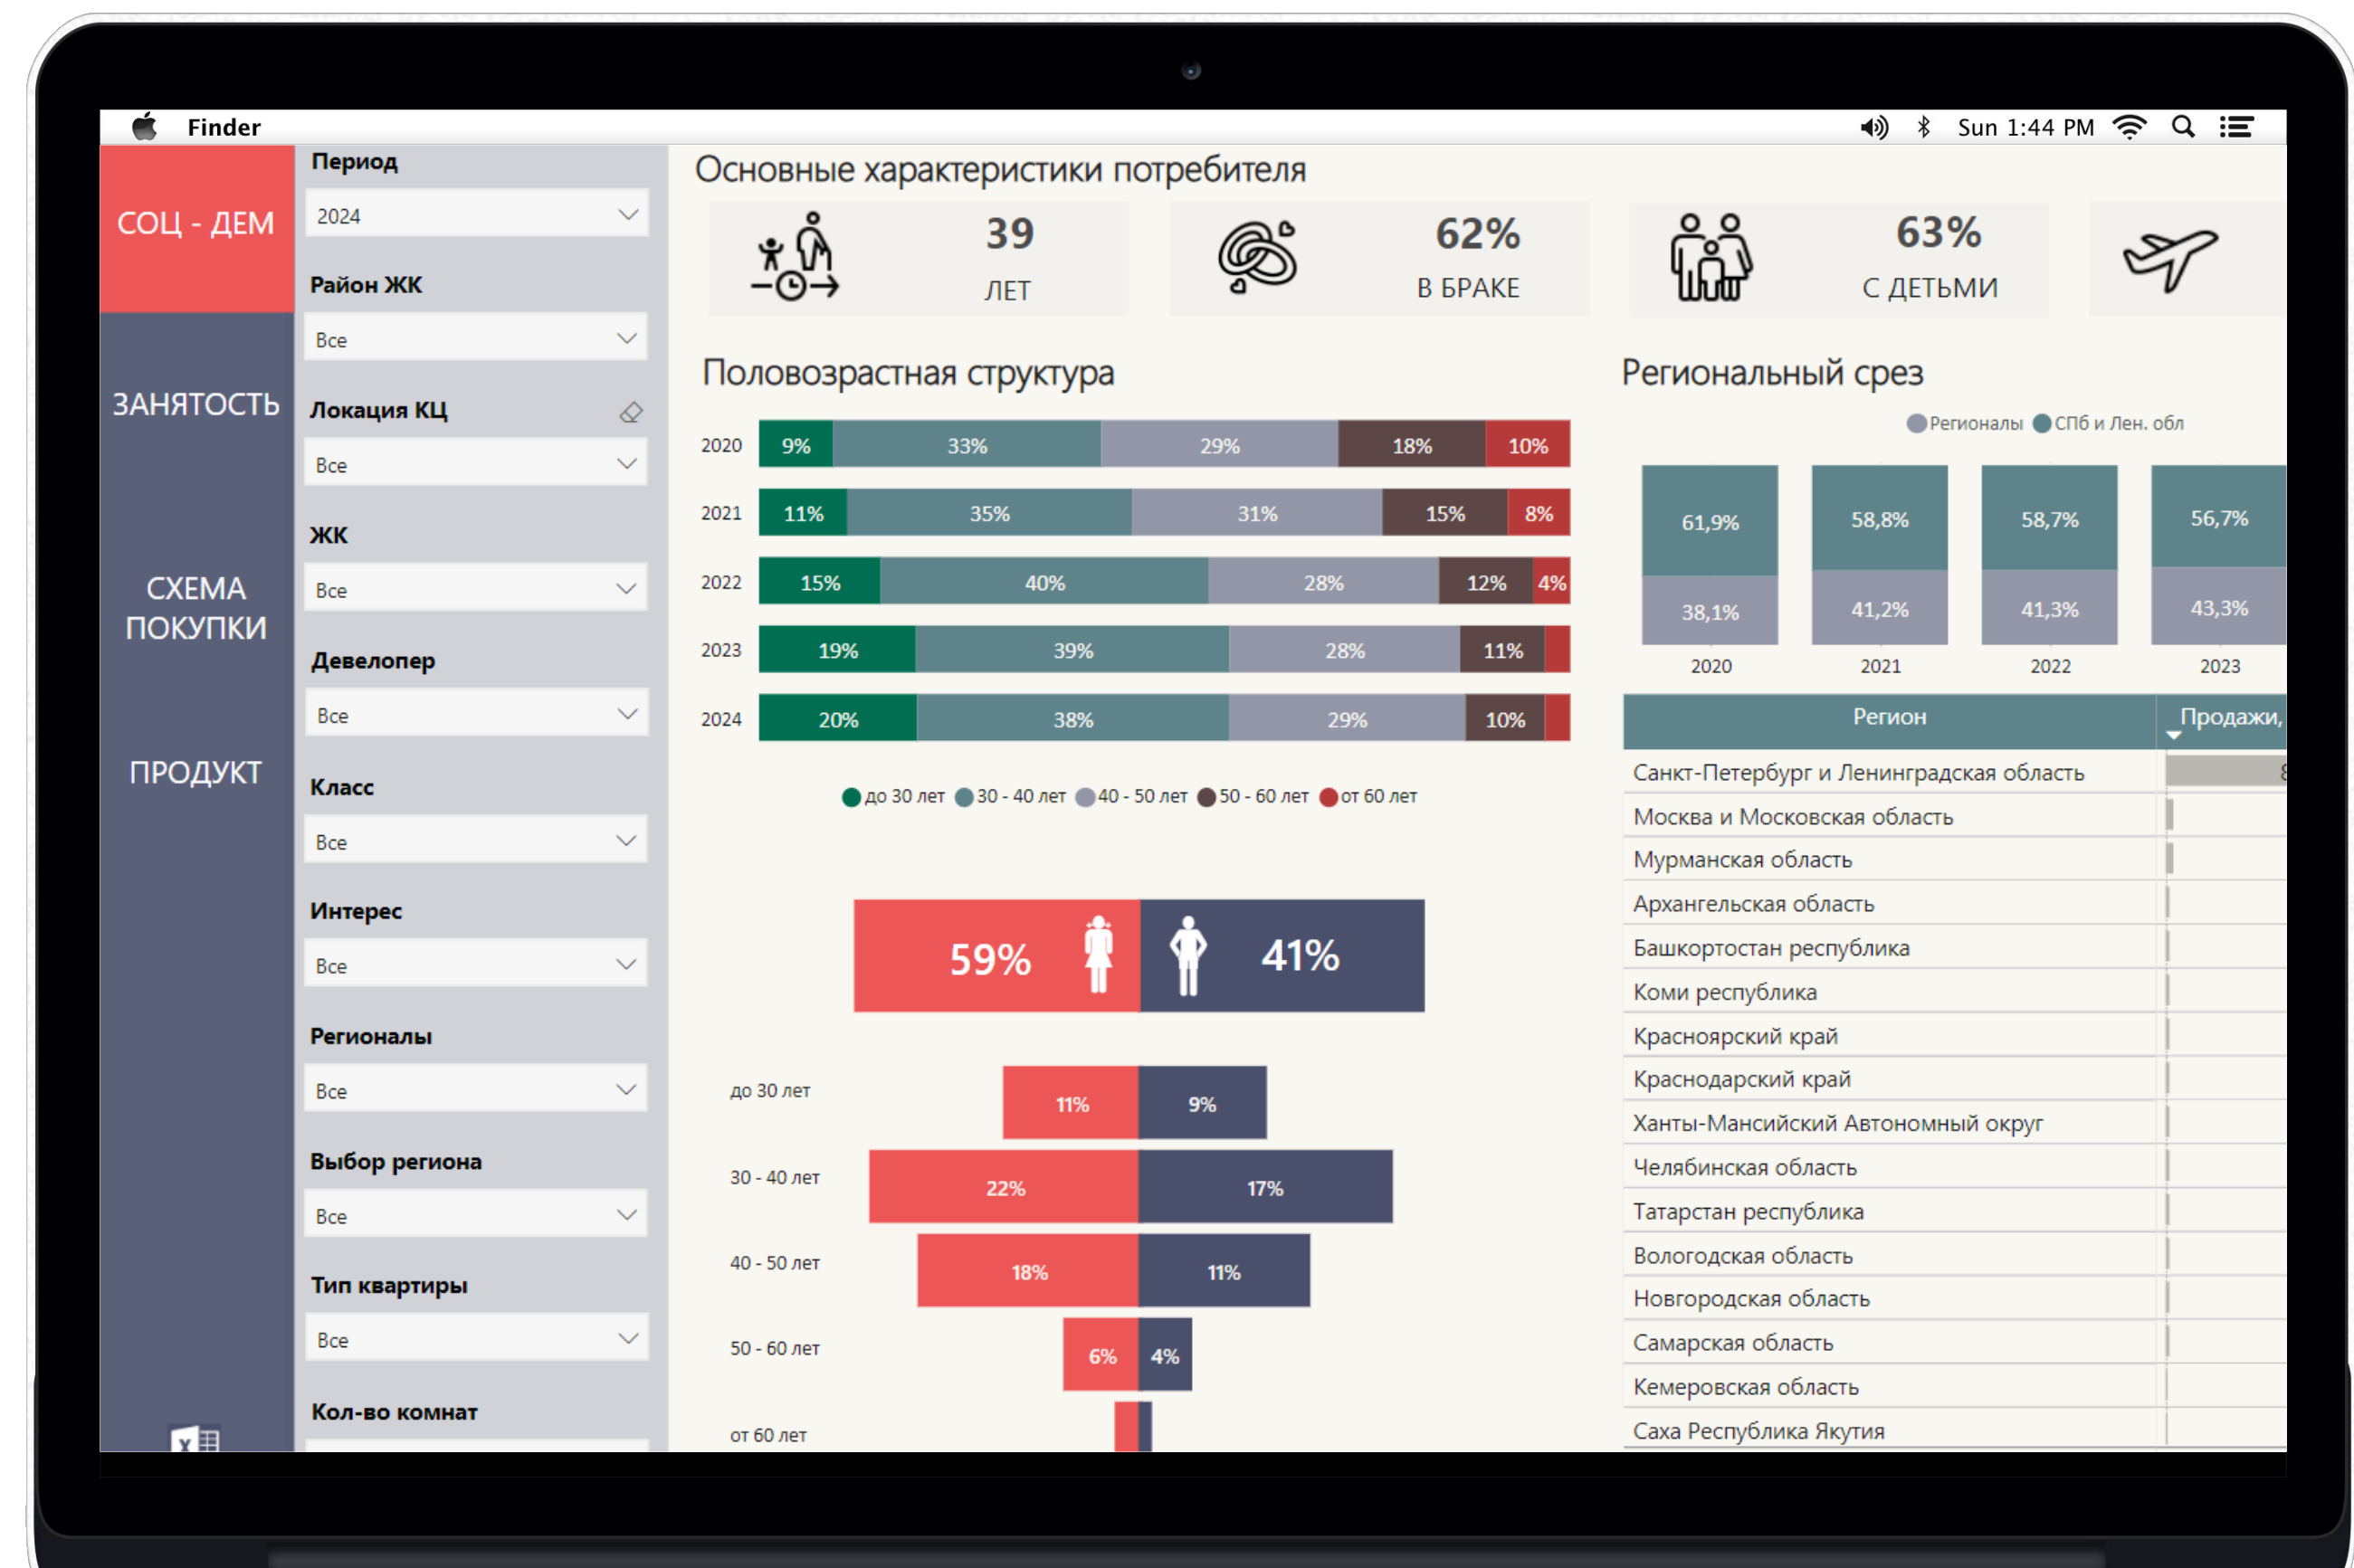 Finder
Sun 1:44 PM
СОЦ - ДЕМ
ЗАНЯТОСТЬ
СХЕМА
ПОКУПКИ
ПРОДУКТ
Период
2024
Район ЖК
Все
Локация КЦ
Все
ЖК
Все
Девелопер
Все
Класс
Все
Интерес
Все
Регионалы
Все
Выбор региона
Все
Тип квартиры
Все
Кол-во комнат
Основные характеристики потребителя
39
ЛЕТ
62%
В БРАКЕ
63%
С ДЕТЬМИ
Половозрастная структура
2020 9% 33% 29% 18% 10%
2021 11% 35% 31% 15% 8%
2022 15% 40% 28% 12% 4%
2023 19% 39% 28% 11%
2024 20% 38% 29% 10%
до 30 лет 30 - 40 лет 40 - 50 лет 50 - 60 лет от 60 лет
59% 41%
до 30 лет 11% 9%
30 - 40 лет 22% 17%
40 - 50 лет 18% 11%
50 - 60 лет 6% 4%
от 60 лет
Региональный срез
Регионалы СПб и Лен. обл
61,9% 58,8% 58,7% 56,7%
38,1% 41,2% 41,3% 43,3%
2020 2021 2022 2023
Регион Продажи,
Санкт-Петербург и Ленинградская область
Москва и Московская область
Мурманская область
Архангельская область
Башкортостан республика
Коми республика
Красноярский край
Краснодарский край
Ханты-Мансийский Автономный округ
Челябинская область
Татарстан республика
Вологодская область
Новгородская область
Самарская область
Кемеровская область
Саха Республика Якутия